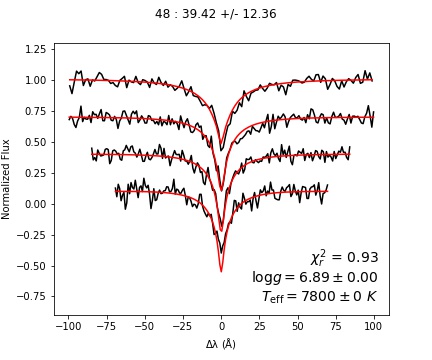 48 : 39.42 +/- 12.36
1.25
1.00
0.75
0.50
0.25
0.00
−0.25
−0.50
−0.75
Normalized Flux
χ²ᵣ = 0.93
logg = 6.89 ± 0.00
T_eff = 7800 ± 0 K
−100 −75 −50 −25 0 25 50 75 100
Δλ (Å)